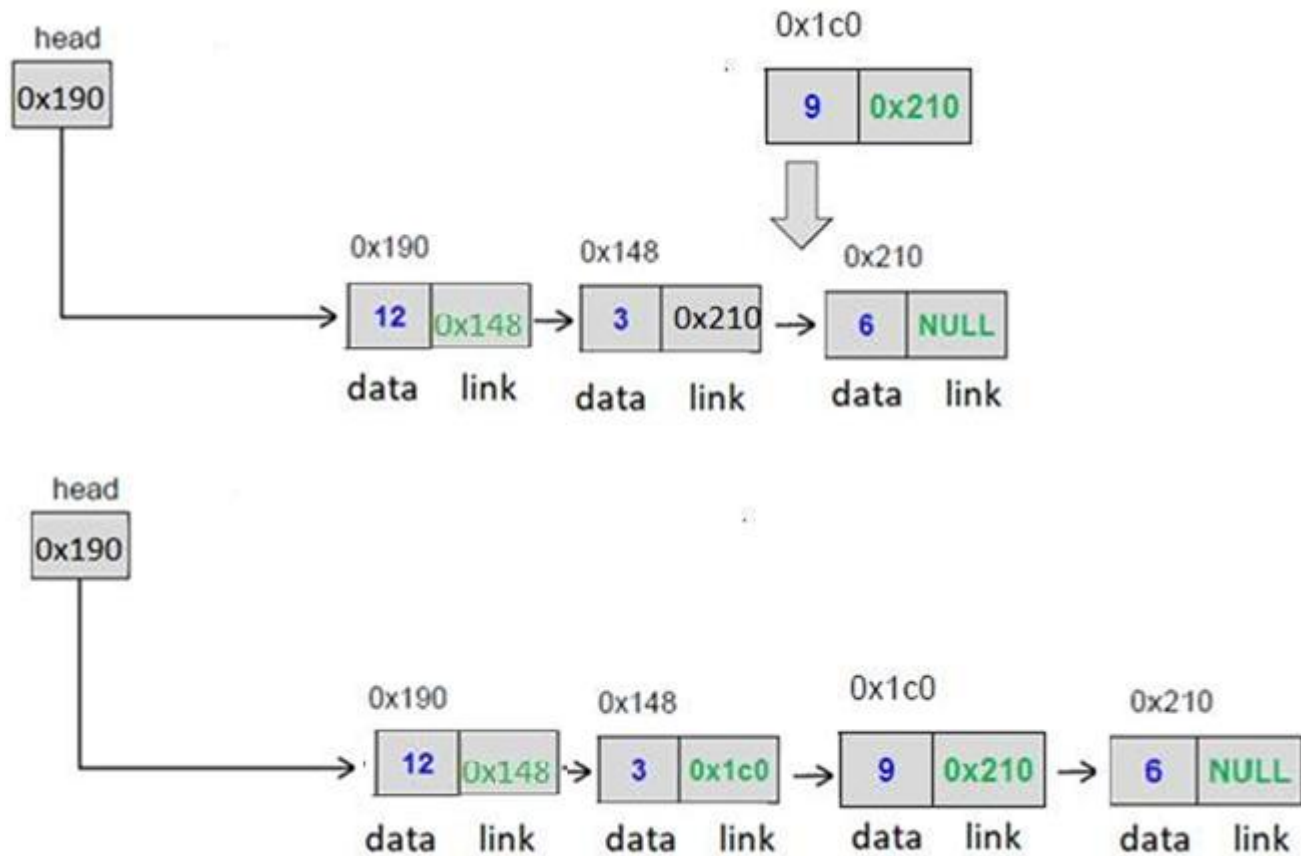 head
0x1c0
0x190
9 0x210
0x190 0x148 0x210
12 0x148 3 0x210 6 NULL
data link data link data link
head
0x190
0x190 0x148 0x1c0 0x210
12 0x148 3 0x1c0 9 0x210 6 NULL
data link data link data link data link